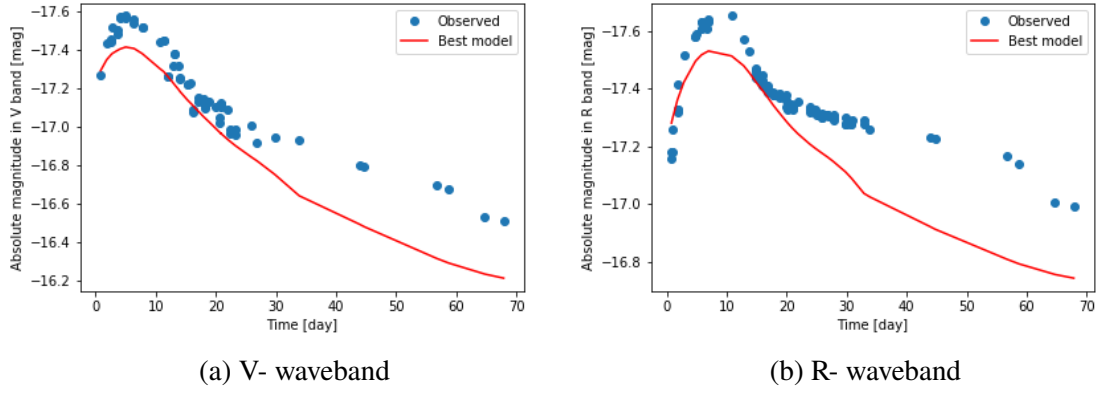 Absolute magnitude in V band [mag]
−17.6
−17.4
−17.2
−17.0
−16.8
−16.6
−16.4
−16.2
0 10 20 30 40 50 60 70
Time [day]
Observed
Best model
(a) V- waveband
Absolute magnitude in R band [mag]
−17.6
−17.4
−17.2
−17.0
−16.8
0 10 20 30 40 50 60 70
Time [day]
Observed
Best model
(b) R- waveband